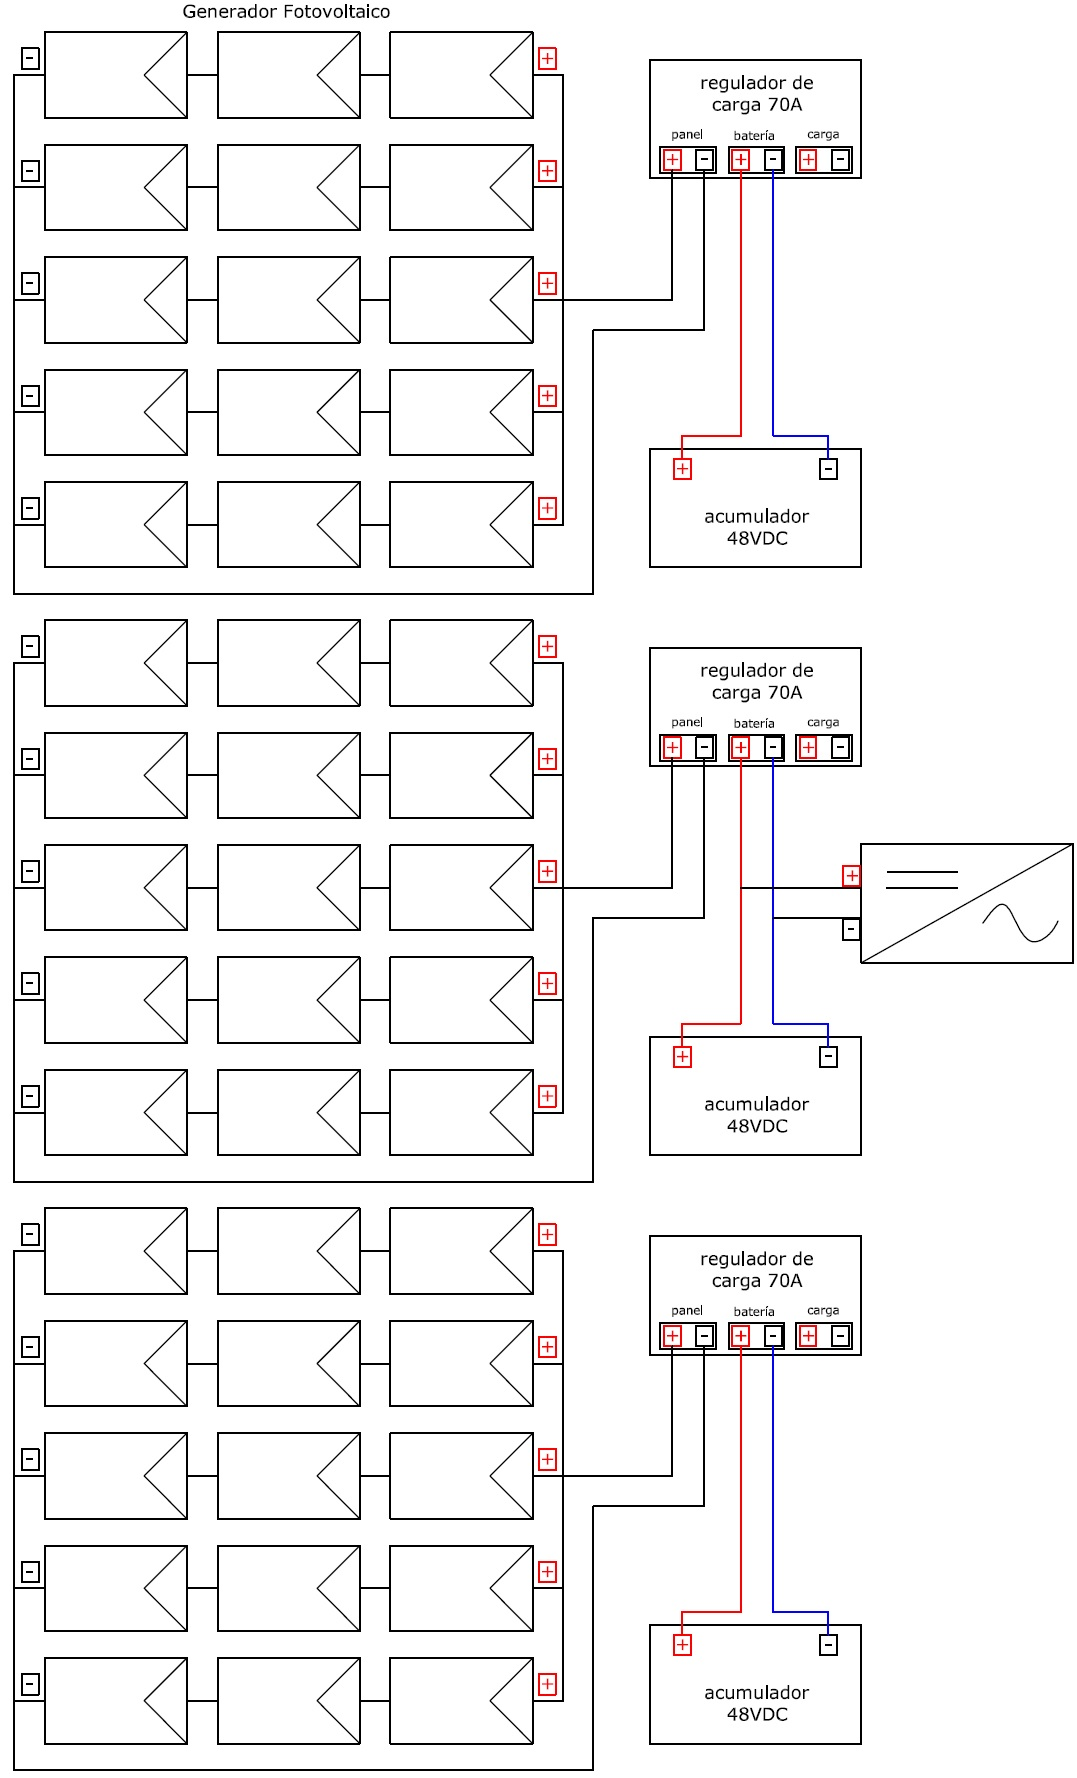 Generador Fotovoltaico
regulador de
carga 70A
panel batería carga
+ - + - + -
- +
- +
- +
- +
- +
+ -
acumulador
48VDC
regulador de
carga 70A
panel batería carga
+ - + - + -
- +
- +
- +
- +
- +
+
-
+ -
acumulador
48VDC
regulador de
carga 70A
panel batería carga
+ - + - + -
- +
- +
- +
- +
- +
+ -
acumulador
48VDC